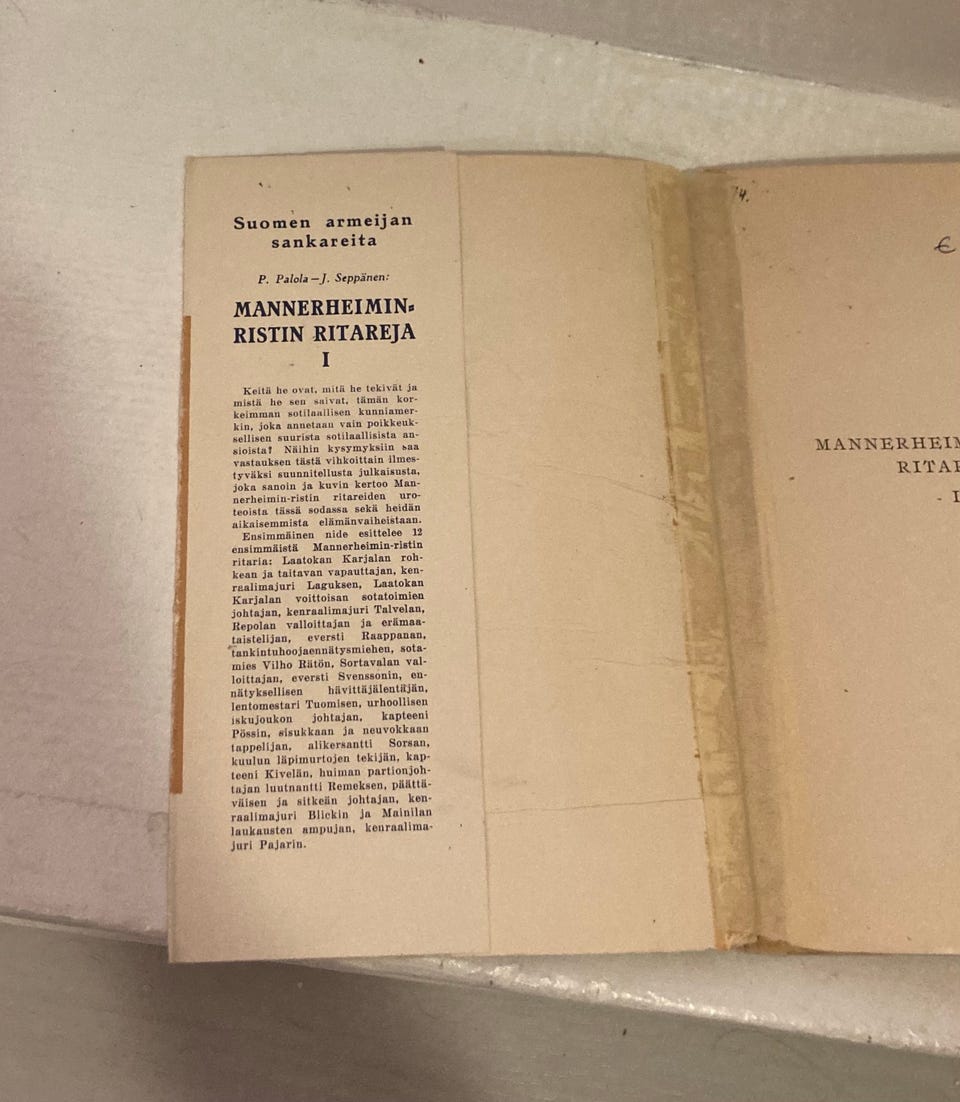 Suomen armeijan
sankareita
P. Palola—J. Seppänen:
MANNERHEIMIN-
RISTIN RITAREJA
I
Keitä he ovat, mitä he tekivät ja
mistä he sen saivat, tämän kor-
keimman sotilaallisen kunniamer-
kin, joka annetaan vain poikkeuk-
sellisen suurista sotilaallisista an-
sioista? Näihin kysymyksiin saa
vastauksen tästä vihkoittain ilmes-
tyväksi suunnitellusta julkaisusta,
joka sanoin ja kuvin kertoo Man-
nerheimin-ristin ritareiden uro-
teoista tässä sodassa sekä heidän
aikaisemmista elämänvaiheistaan.
Ensimmäinen nide esittelee 12
ensimmäistä Mannerheimin-ristin
ritaria: Laatokan Karjalan roh-
kean ja taitavan vapauttajan, ken-
raalimajuri Laguksen, Laatokan
Karjalan voittoisan sotatoimien
johtajan, kenraalimajuri Talvelan,
Repolan valloittajan ja erämaa-
taistelijan, eversti Raappanan,
tankintuhoojaennätysmiehen, sota-
mies Vilho Rätön, Sortavalan val-
loittajan, eversti Svenssonin, en-
nätyksellisen hävittäjälentäjän,
lentomestari Tuomisen, urhoollisen
iskujoukon johtajan, kapteeni
Pössin, sisukkaan ja neuvokkaan
tappelijan, alikersantti Sorsan,
kuulun läpimurtojen tekijän, kap-
teeni Kivelän, huiman partionjoh-
tajan luutnantti Remeksen, päättä-
väisen ja sitkeän johtajan, ken-
raalimajuri Blickin ja Mainilan
laukausten ampujan, kenraalima-
juri Pajarin.
4.
€
MANNERHEIM
RITAR
I